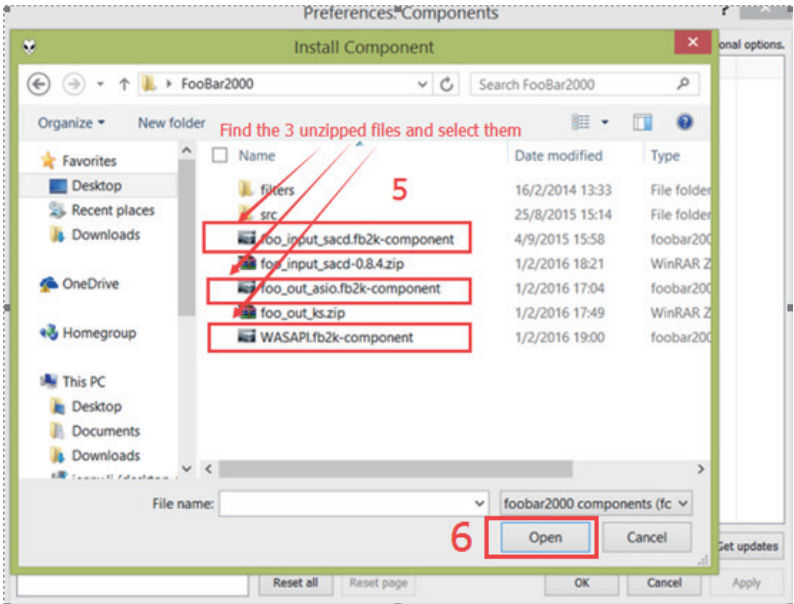 Preferences: Components
?
Install Component
onal options.
FooBar2000
Search FooBar2000
Organize
New folder
Find the 3 unzipped files and select them
Favorites
Desktop
Recent places
Downloads
OneDrive
Homegroup
This PC
Desktop
Documents
Downloads
Name
Date modified
Type
5
filters
16/2/2014 13:33
File folder
src
25/8/2015 15:14
File folder
foo_input_sacd.fb2k-component
4/9/2015 15:58
foobar200
foo_input_sacd-0.8.4.zip
1/2/2016 18:21
WinRAR Z
foo_out_asio.fb2k-component
1/2/2016 17:04
foobar200
foo_out_ks.zip
1/2/2016 17:49
WinRAR Z
WASAPI.fb2k-component
1/2/2016 19:00
foobar200
File name:
foobar2000 components (fc
6
Open
Cancel
Get updates
Reset all
Reset page
OK
Cancel
Apply